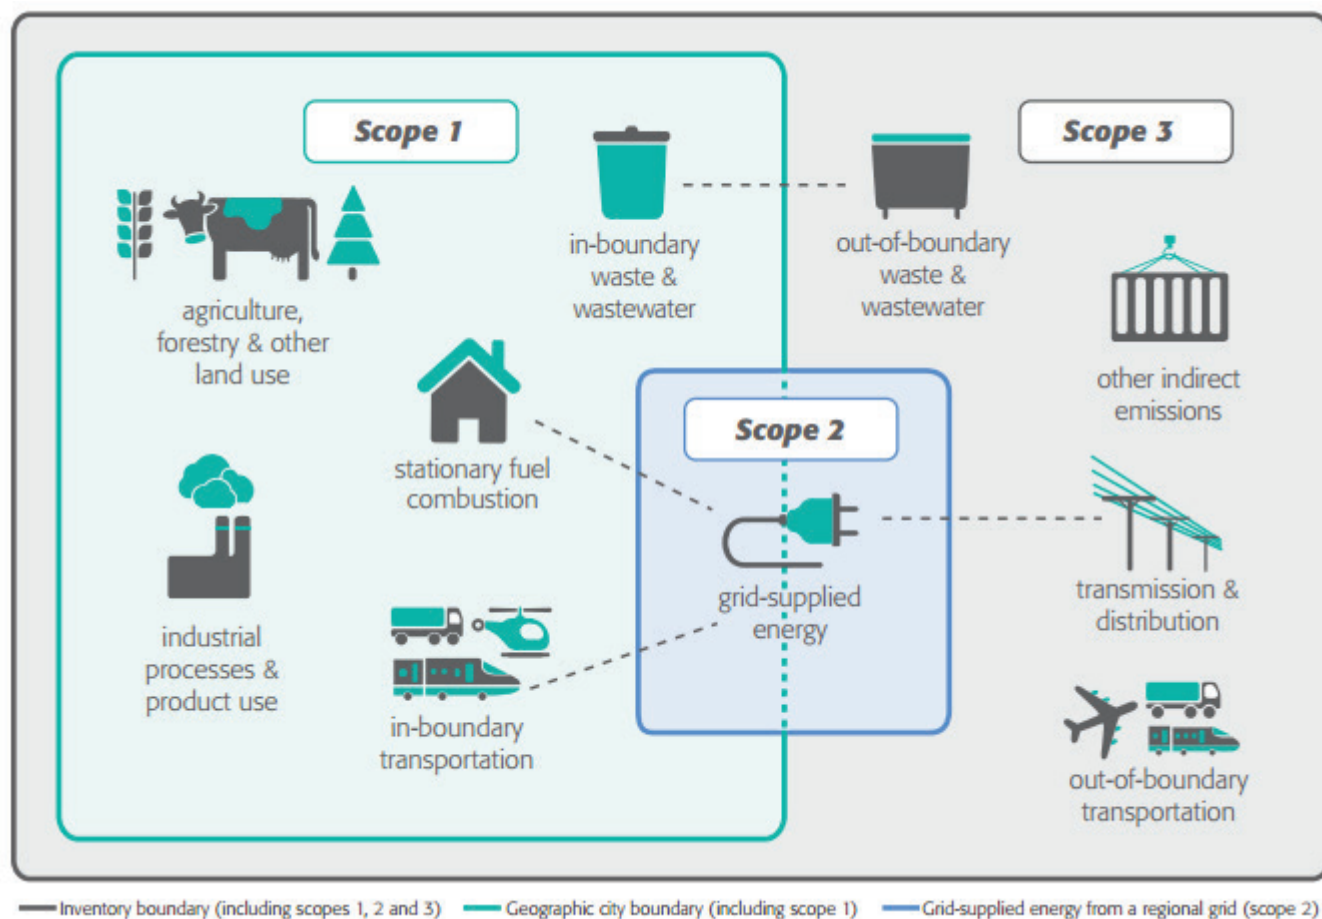 Scope 1
Scope 3
in-boundary
waste &
wastewater
out-of-boundary
waste &
wastewater
agriculture,
forestry & other
land use
other indirect
emissions
Scope 2
stationary fuel
combustion
grid-supplied
energy
transmission &
distribution
industrial
processes &
product use
in-boundary
transportation
out-of-boundary
transportation
Inventory boundary (including scopes 1, 2 and 3)
Geographic city boundary (including scope 1)
Grid-supplied energy from a regional grid (scope 2)